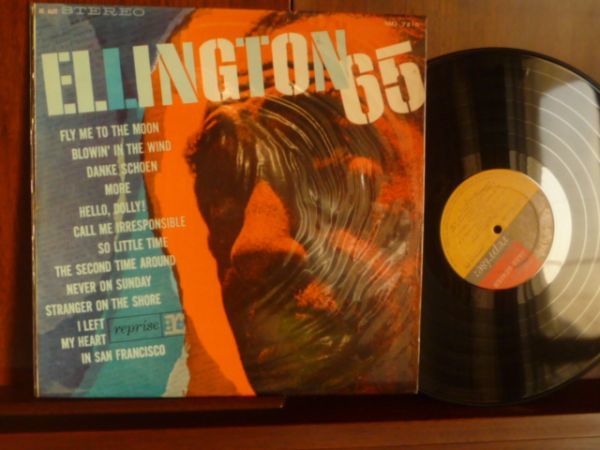 STEREO
ELLINGTON '65
FLY ME TO THE MOON
BLOWIN' IN THE WIND
DANKE SCHOEN
MORE
HELLO, DOLLY!
CALL ME IRRESPONSIBLE
SO LITTLE TIME
THE SECOND TIME AROUND
NEVER ON SUNDAY
STRANGER ON THE SHORE
I LEFT
MY HEART
IN SAN FRANCISCO
reprise
reprise